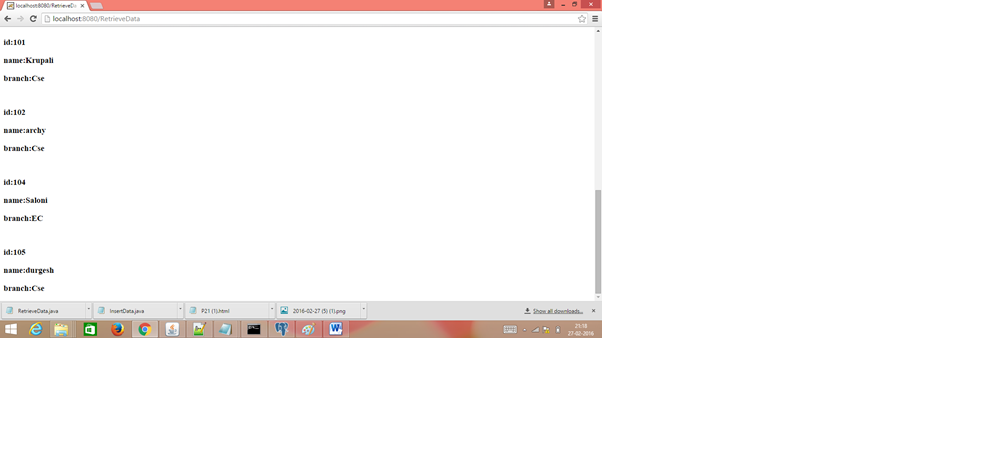 localhost:8080/RetrieveDa
localhost:8080/RetrieveData
id:101
name:Krupali
branch:Cse
id:102
name:archy
branch:Cse
id:104
name:Saloni
branch:EC
id:105
name:durgesh
branch:Cse
RetrieveData.java
InsertData.java
P21 (1).html
2016-02-27 (5) (1).png
Show all downloads...
21:18
27-02-2016